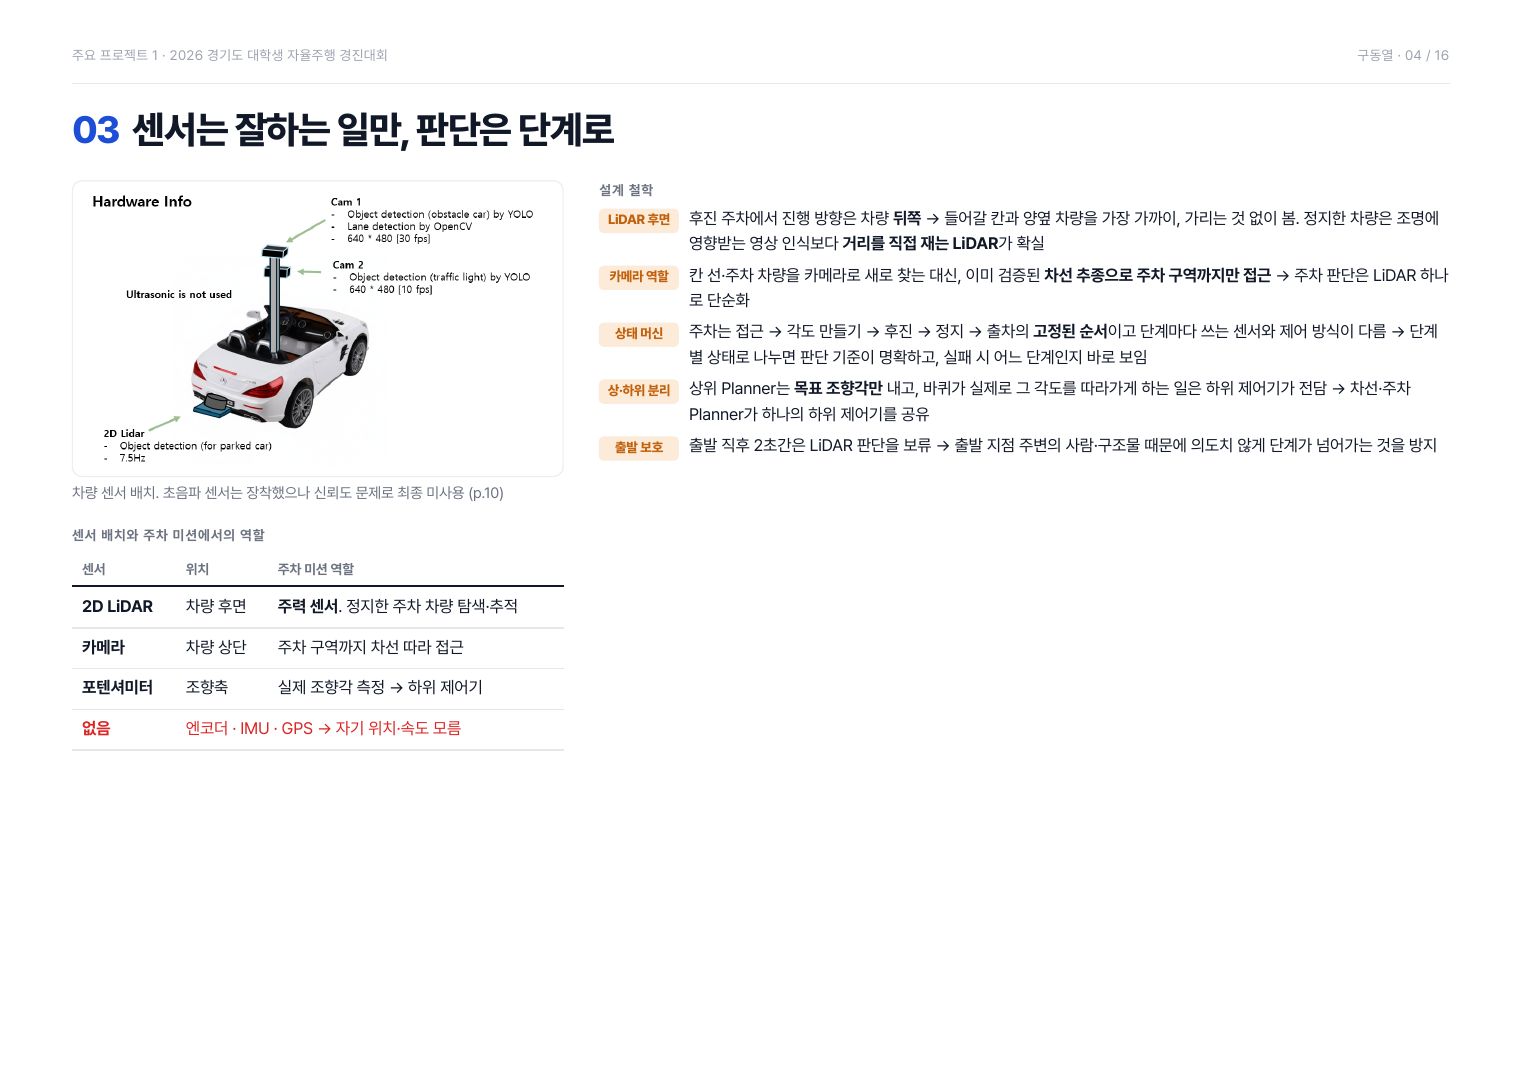 주요 프로젝트 1 · 2026 경기도 대학생 자율주행 경진대회
구동열 · 04 / 16
03 센서는 잘하는 일만, 판단은 단계로
Hardware Info
Cam 1
- Object detection (obstacle car) by YOLO
- Lane detection by OpenCV
- 640 * 480 [30 fps]
Cam 2
- Object detection (traffic light) by YOLO
- 640 * 480 [10 fps]
Ultrasonic is not used
2D Lidar
- Object detection (for parked car)
- 7.5Hz
차량 센서 배치. 초음파 센서는 장착했으나 신뢰도 문제로 최종 미사용 (p.10)
센서 배치와 주차 미션에서의 역할
센서 위치 주차 미션 역할
2D LiDAR 차량 후면 주력 센서. 정지한 주차 차량 탐색·추적
카메라 차량 상단 주차 구역까지 차선 따라 접근
포텐셔미터 조향축 실제 조향각 측정 → 하위 제어기
없음 엔코더 · IMU · GPS → 자기 위치·속도 모름
설계 철학
LiDAR 후면 후진 주차에서 진행 방향은 차량 뒤쪽 → 들어갈 칸과 양옆 차량을 가장 가까이, 가리는 것 없이 봄. 정지한 차량은 조명에
영향받는 영상 인식보다 거리를 직접 재는 LiDAR가 확실
카메라 역할 칸 선·주차 차량을 카메라로 새로 찾는 대신, 이미 검증된 차선 추종으로 주차 구역까지만 접근 → 주차 판단은 LiDAR 하나
로 단순화
상태 머신 주차는 접근 → 각도 만들기 → 후진 → 정지 → 출차의 고정된 순서이고 단계마다 쓰는 센서와 제어 방식이 다름 → 단계
별 상태로 나누면 판단 기준이 명확하고, 실패 시 어느 단계인지 바로 보임
상·하위 분리 상위 Planner는 목표 조향각만 내고, 바퀴가 실제로 그 각도를 따라가게 하는 일은 하위 제어기가 전담 → 차선·주차
Planner가 하나의 하위 제어기를 공유
출발 보호 출발 직후 2초간은 LiDAR 판단을 보류 → 출발 지점 주변의 사람·구조물 때문에 의도치 않게 단계가 넘어가는 것을 방지